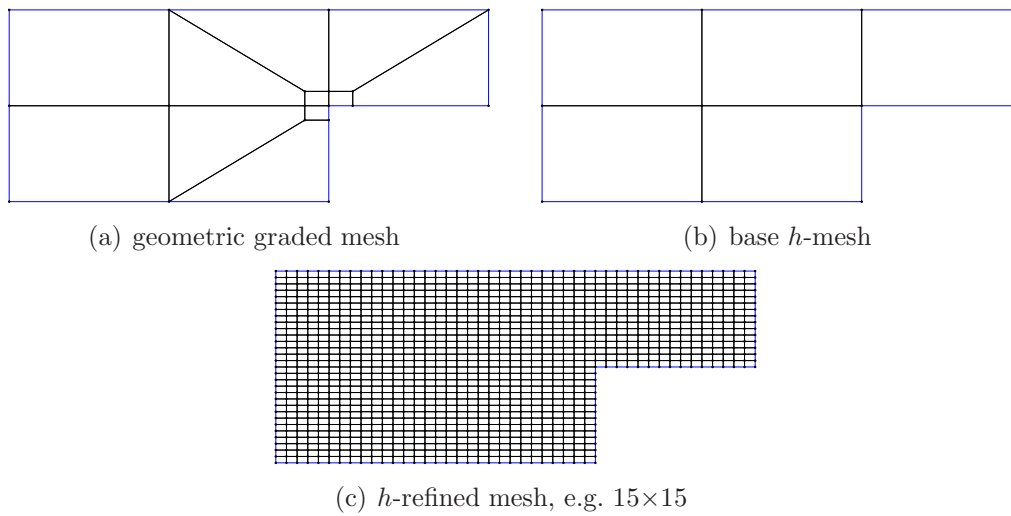 (a) geometric graded mesh
(b) base h-mesh
(c) h-refined mesh, e.g. 15×15